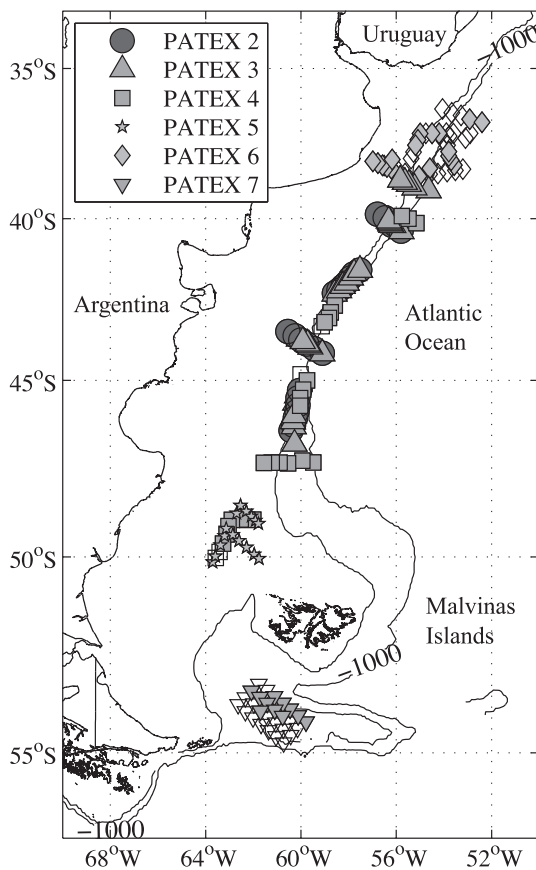 PATEX 2
PATEX 3
PATEX 4
PATEX 5
PATEX 6
PATEX 7
Uruguay
−1000
35°S
40°S
Argentina
Atlantic
Ocean
45°S
50°S
Malvinas
Islands
−1000
55°S
−1000
68°W
64°W
60°W
56°W
52°W